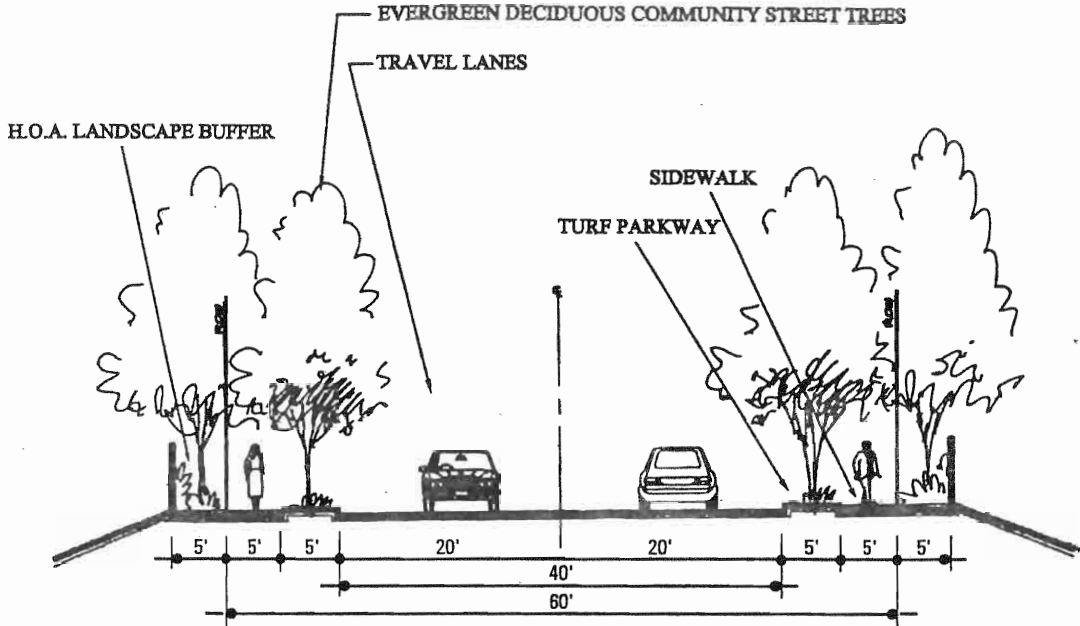 EVERGREEN DECIDUOUS COMMUNITY STREET TREES
TRAVEL LANES
H.O.A. LANDSCAPE BUFFER
SIDEWALK
TURF PARKWAY
R.O.W. R.O.W.
5' 5' 5' 20' 20' 5' 5' 5'
40'
60'